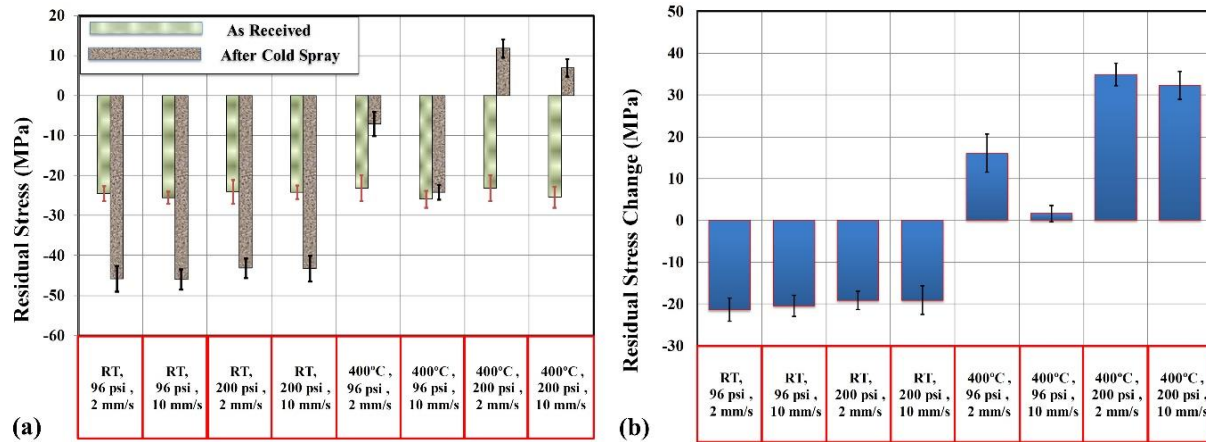 As Received
After Cold Spray
Residual Stress (MPa)
20
10
0
-10
-20
-30
-40
-50
-60
RT,
96 psi ,
2 mm/s
RT,
96 psi ,
10 mm/s
RT,
200 psi ,
2 mm/s
RT,
200 psi ,
10 mm/s
400°C ,
96 psi ,
2 mm/s
400°C ,
96 psi ,
10 mm/s
400°C ,
200 psi ,
2 mm/s
400°C ,
200 psi ,
10 mm/s
(a)
Residual Stress Change (MPa)
50
40
30
20
10
0
-10
-20
-30
RT,
96 psi ,
2 mm/s
RT,
96 psi ,
10 mm/s
RT,
200 psi ,
2 mm/s
RT,
200 psi ,
10 mm/s
400°C ,
96 psi ,
2 mm/s
400°C ,
96 psi ,
10 mm/s
400°C ,
200 psi ,
2 mm/s
400°C ,
200 psi ,
10 mm/s
(b)